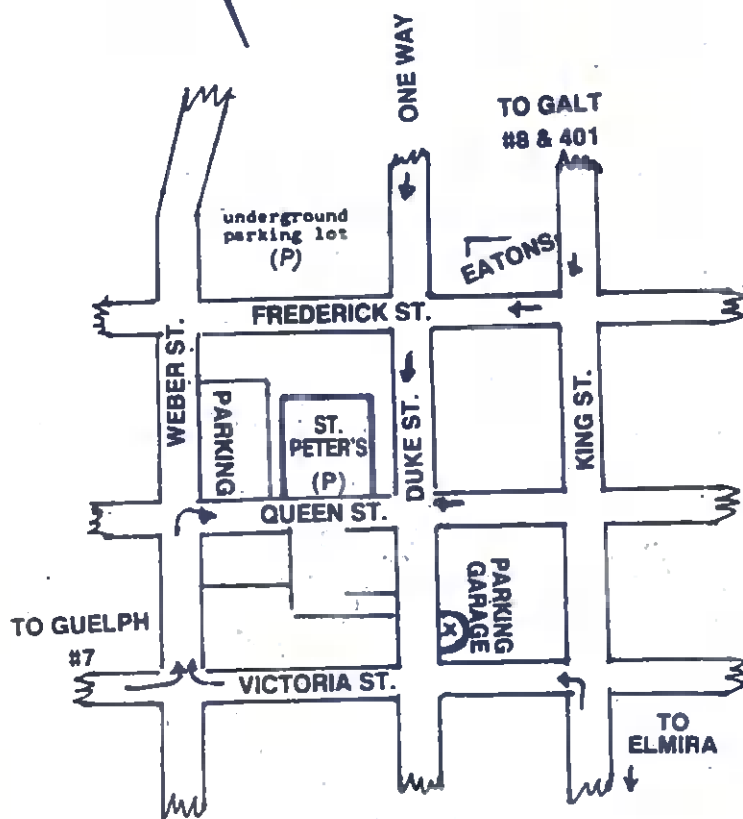 ONE WAY
TO GALT
#8 & 401
underground
parking lot
(P)
EATONS
FREDERICK ST.
WEBER ST.
PARKING
ST.
PETER'S
(P)
DUKE ST.
KING ST.
QUEEN ST.
PARKING
GARAGE
X
TO GUELPH
#7
VICTORIA ST.
TO
ELMIRA